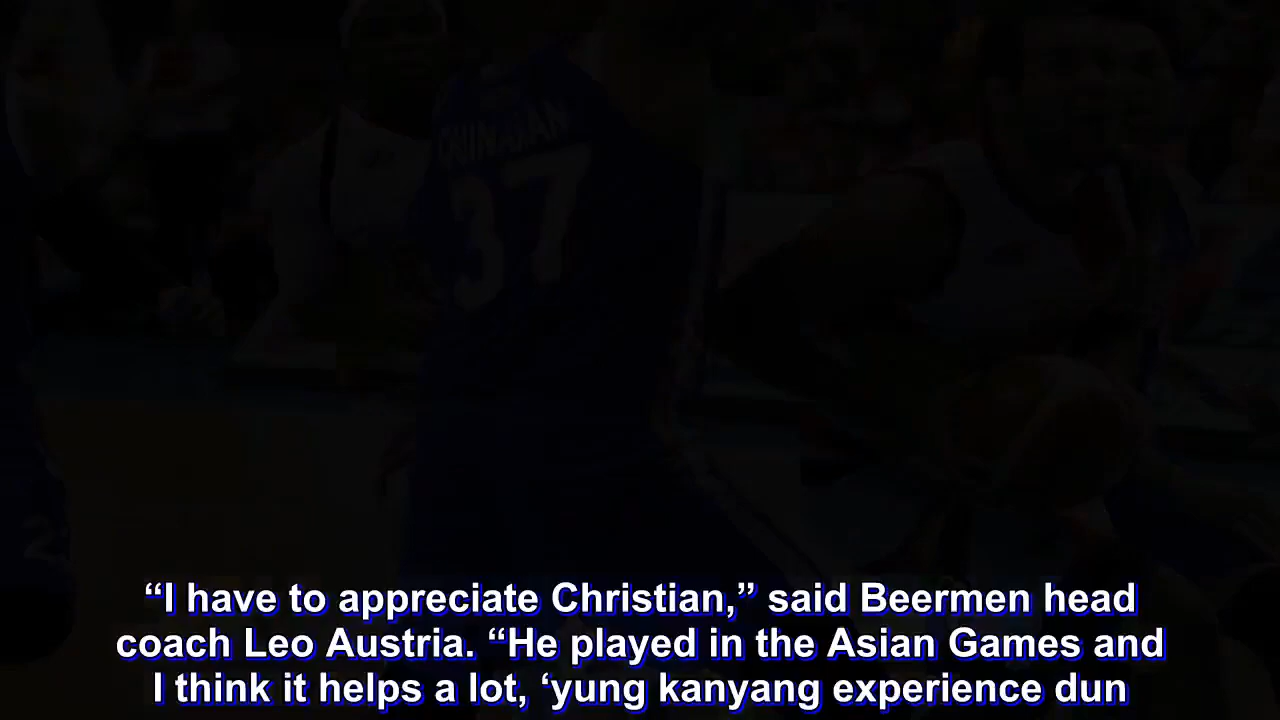 37
“I have to appreciate Christian,” said Beermen head
coach Leo Austria. “He played in the Asian Games and
I think it helps a lot, ‘yung kanyang experience dun